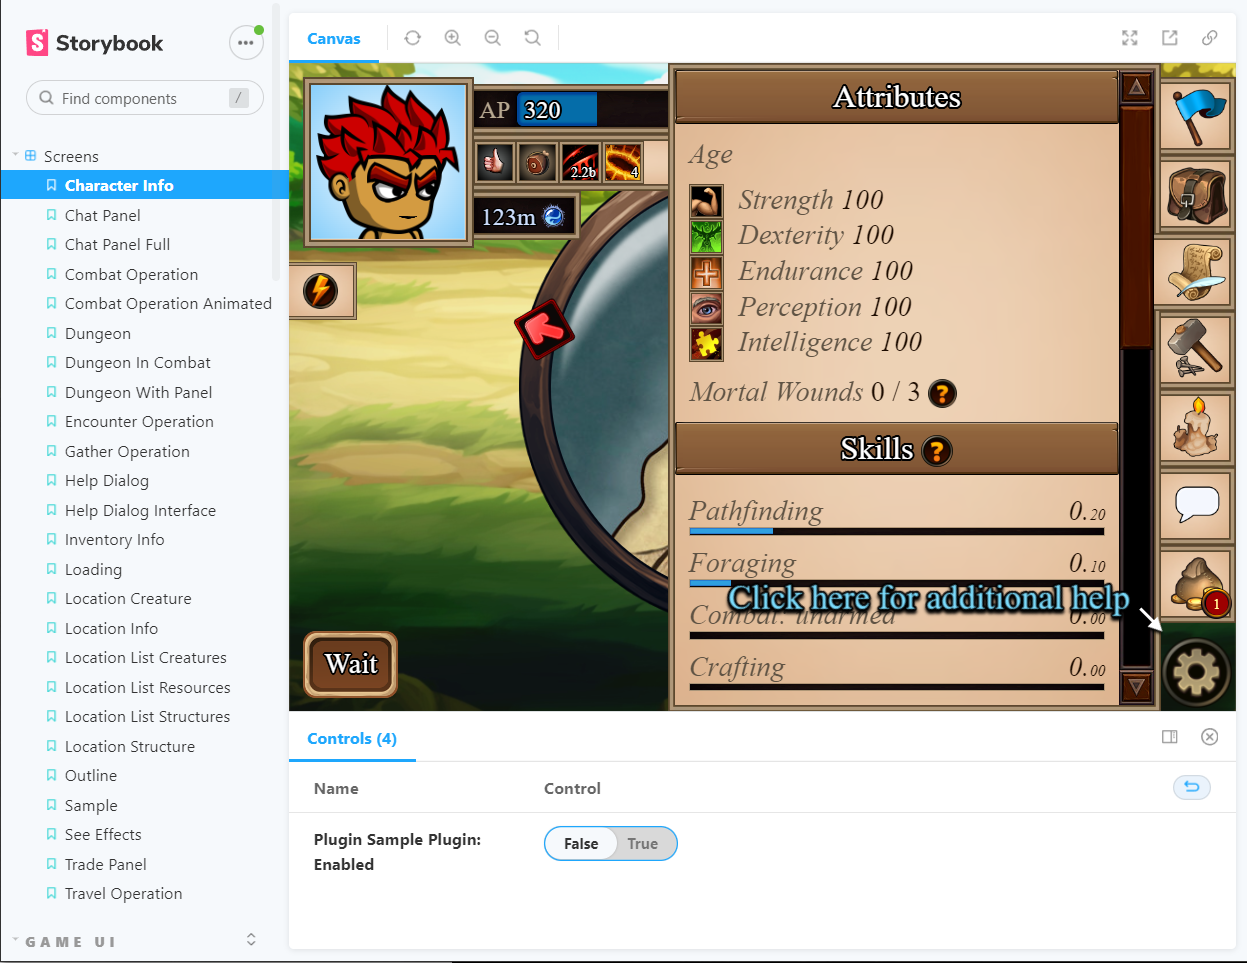 Storybook
Find components
/
Screens
Character Info
Chat Panel
Chat Panel Full
Combat Operation
Combat Operation Animated
Dungeon
Dungeon In Combat
Dungeon With Panel
Encounter Operation
Gather Operation
Help Dialog
Help Dialog Interface
Inventory Info
Loading
Location Creature
Location Info
Location List Creatures
Location List Resources
Location List Structures
Location Structure
Outline
Sample
See Effects
Trade Panel
Travel Operation
GAME UI
Canvas
AP 320
2.2b 4
123m
Wait
Attributes
Age
Strength 100
Dexterity 100
Endurance 100
Perception 100
Intelligence 100
Mortal Wounds 0 / 3 ?
Skills ?
Pathfinding 0.20
Foraging 0.10
Click here for additional help
Combat: unarmed 0.00
Crafting 0.00
1
Controls (4)
Name Control
Plugin Sample Plugin: False True
Enabled